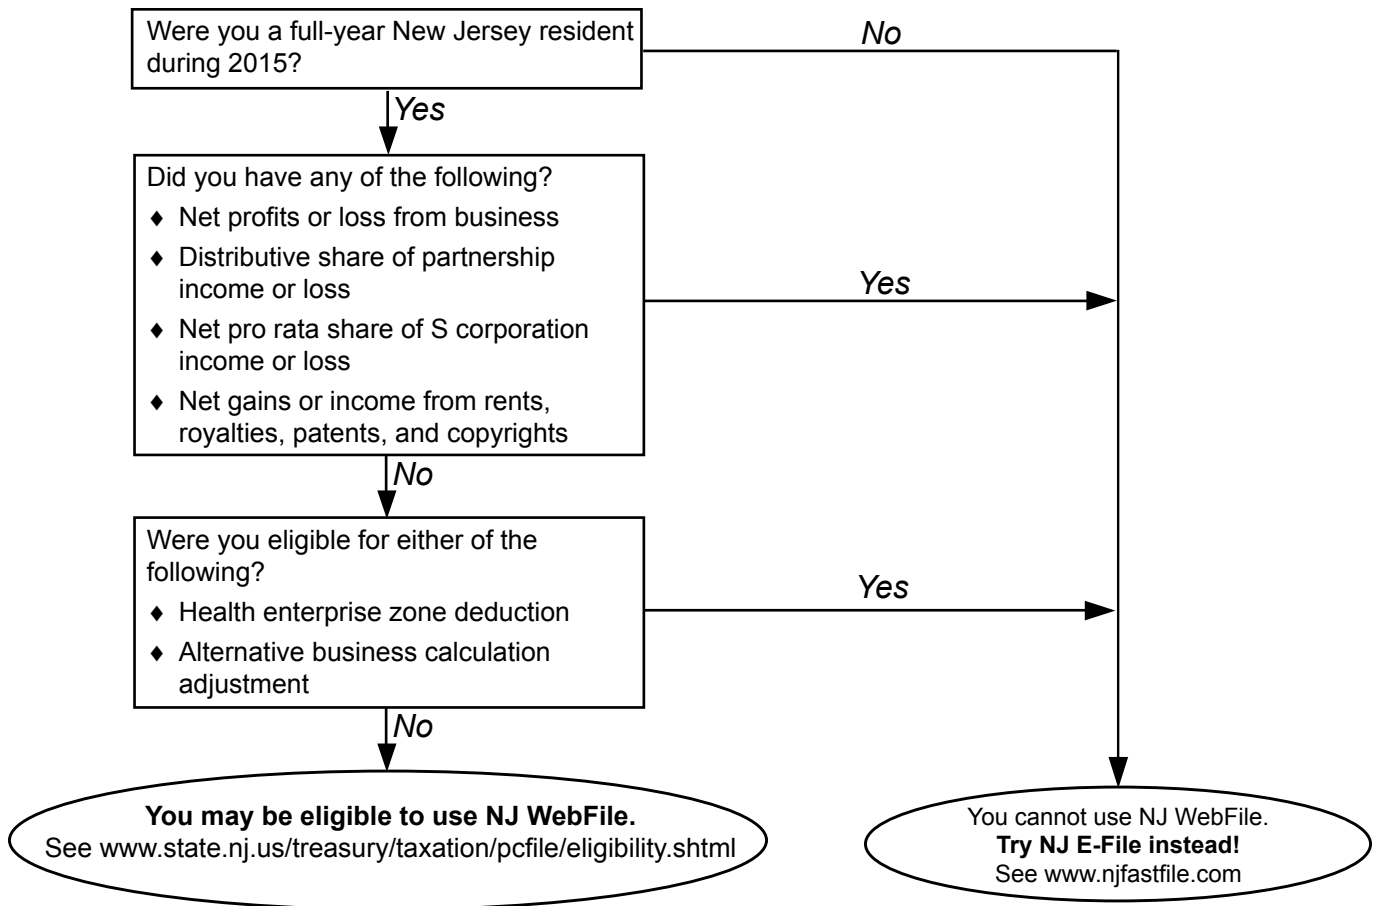 Were you a full-year New Jersey resident
during 2015?
No
Yes
Did you have any of the following?
♦ Net profits or loss from business
♦ Distributive share of partnership
income or loss
♦ Net pro rata share of S corporation
income or loss
♦ Net gains or income from rents,
royalties, patents, and copyrights
Yes
No
Were you eligible for either of the
following?
♦ Health enterprise zone deduction
♦ Alternative business calculation
adjustment
Yes
No
You may be eligible to use NJ WebFile.
See www.state.nj.us/treasury/taxation/pcfile/eligibility.shtml
You cannot use NJ WebFile.
Try NJ E-File instead!
See www.njfastfile.com